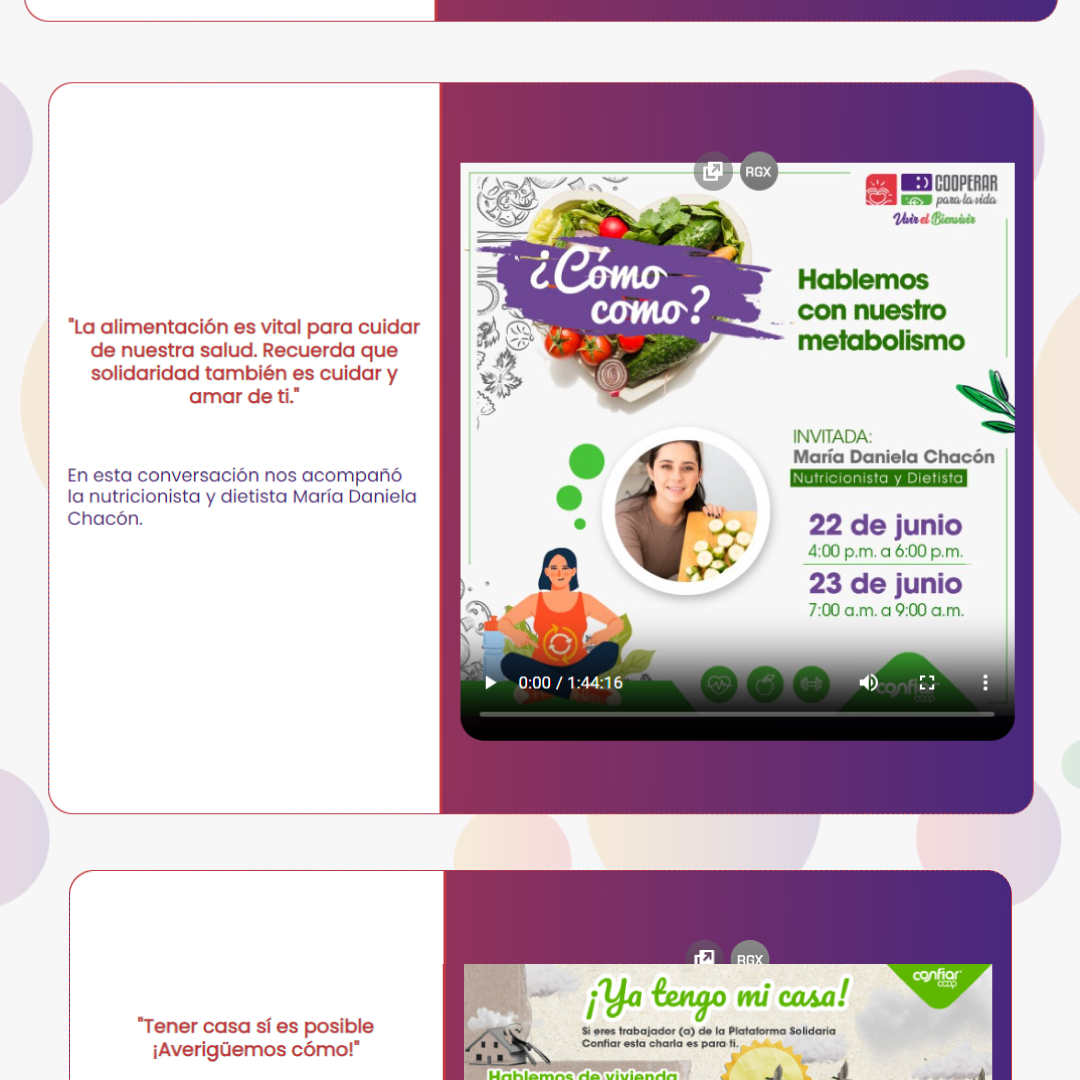 "La alimentación es vital para cuidar
de nuestra salud. Recuerda que
solidaridad también es cuidar y
amar de ti."
En esta conversación nos acompañó
la nutricionista y dietista María Daniela
Chacón.
RGX
COOPERAR
para la vida
Vivir el Bienvivir
¿Cómo
como?
Hablemos
con nuestro
metabolismo
INVITADA:
María Daniela Chacón
Nutricionista y Dietista
22 de junio
4:00 p.m. a 6:00 p.m.
23 de junio
7:00 a.m. a 9:00 a.m.
0:00 / 1:44:16
confiar
coop
"Tener casa sí es posible
¡Averigüemos cómo!"
RGX
confiar
coop
¡Ya tengo mi casa!
Si eres trabajador (a) de la Plataforma Solidaria
Confiar esta charla es para ti.
Hablemos de vivienda